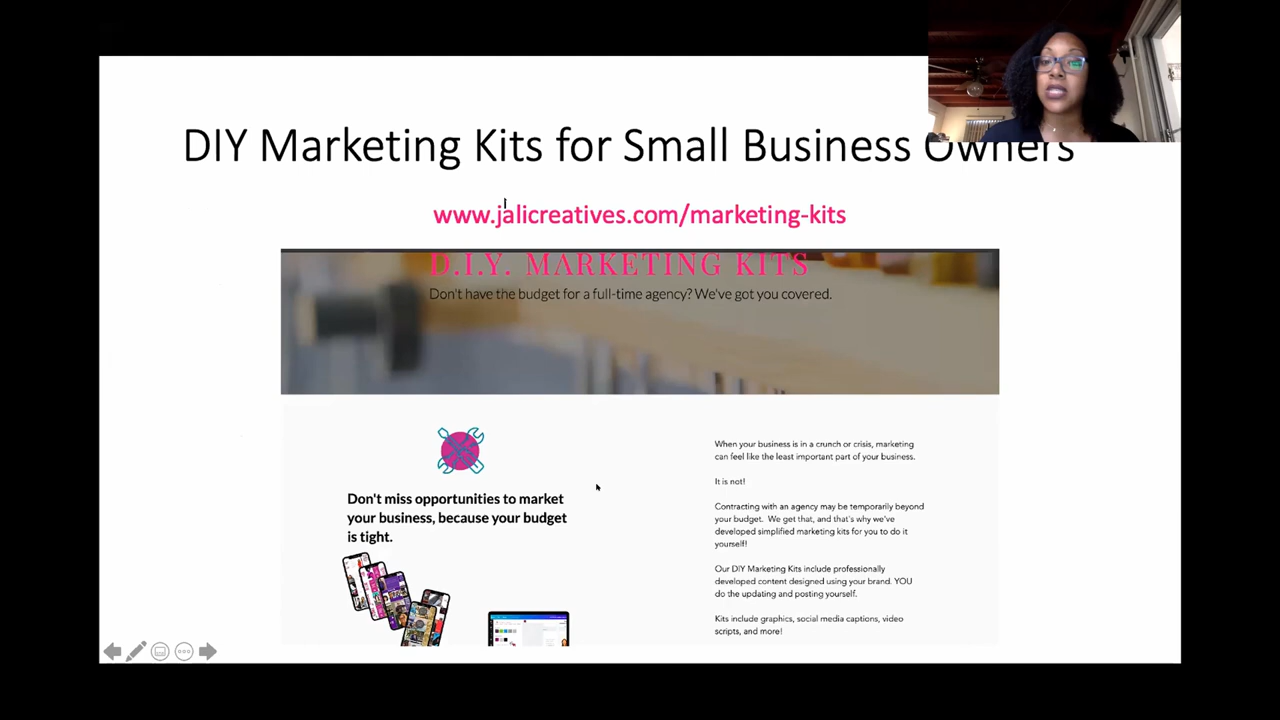 DIY Marketing Kits for Small Business Owners
www.jalicreatives.com/marketing-kits
D.I.Y. MARKETING KITS
Don't have the budget for a full-time agency? We've got you covered.
Don't miss opportunities to market
your business, because your budget
is tight.
When your business is in a crunch or crisis, marketing
can feel like the least important part of your business.
It is not!
Contracting with an agency may be temporarily beyond
your budget. We get that, and that's why we've
developed simplified marketing kits for you to do it
yourself!
Our DIY Marketing Kits include professionally
developed content designed using your brand. YOU
do the updating and posting yourself.
Kits include graphics, social media captions, video
scripts, and more!